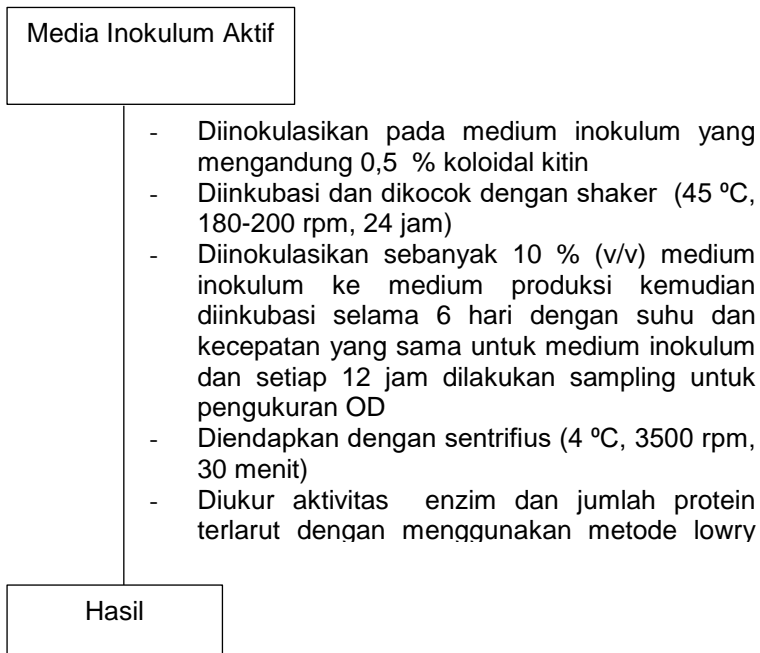 Media Inokulum Aktif
- Diinokulasikan pada medium inokulum yang
mengandung 0,5 % koloidal kitin
- Diinkubasi dan dikocok dengan shaker (45 ºC,
180-200 rpm, 24 jam)
- Diinokulasikan sebanyak 10 % (v/v) medium
inokulum ke medium produksi kemudian
diinkubasi selama 6 hari dengan suhu dan
kecepatan yang sama untuk medium inokulum
dan setiap 12 jam dilakukan sampling untuk
pengukuran OD
- Diendapkan dengan sentrifius (4 ºC, 3500 rpm,
30 menit)
- Diukur aktivitas enzim dan jumlah protein
terlarut dengan menggunakan metode lowry
Hasil